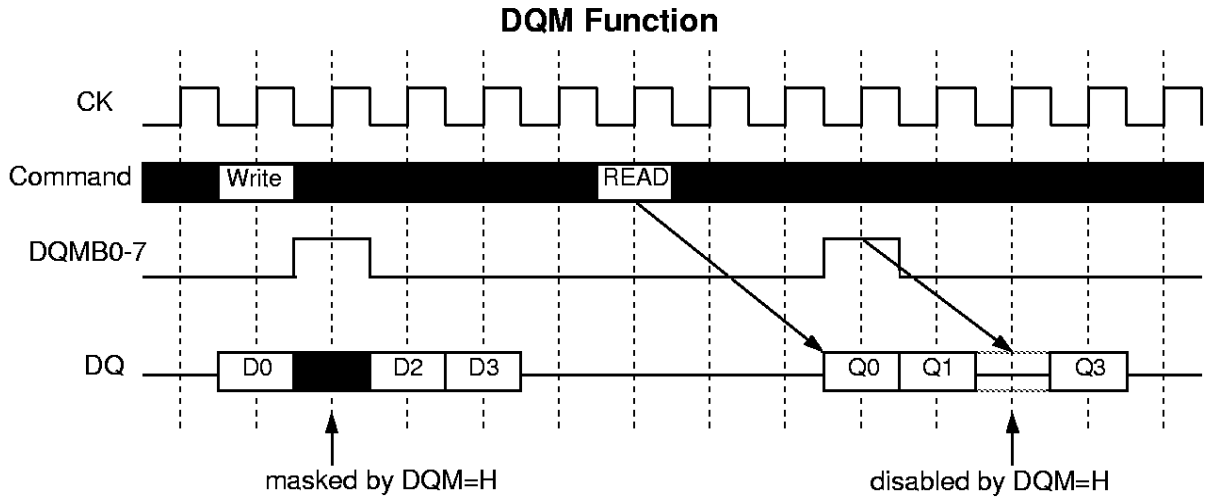 DQM Function
CK
Command Write READ
DQMB0-7
DQ D0 D2 D3 Q0 Q1 Q3
masked by DQM=H disabled by DQM=H